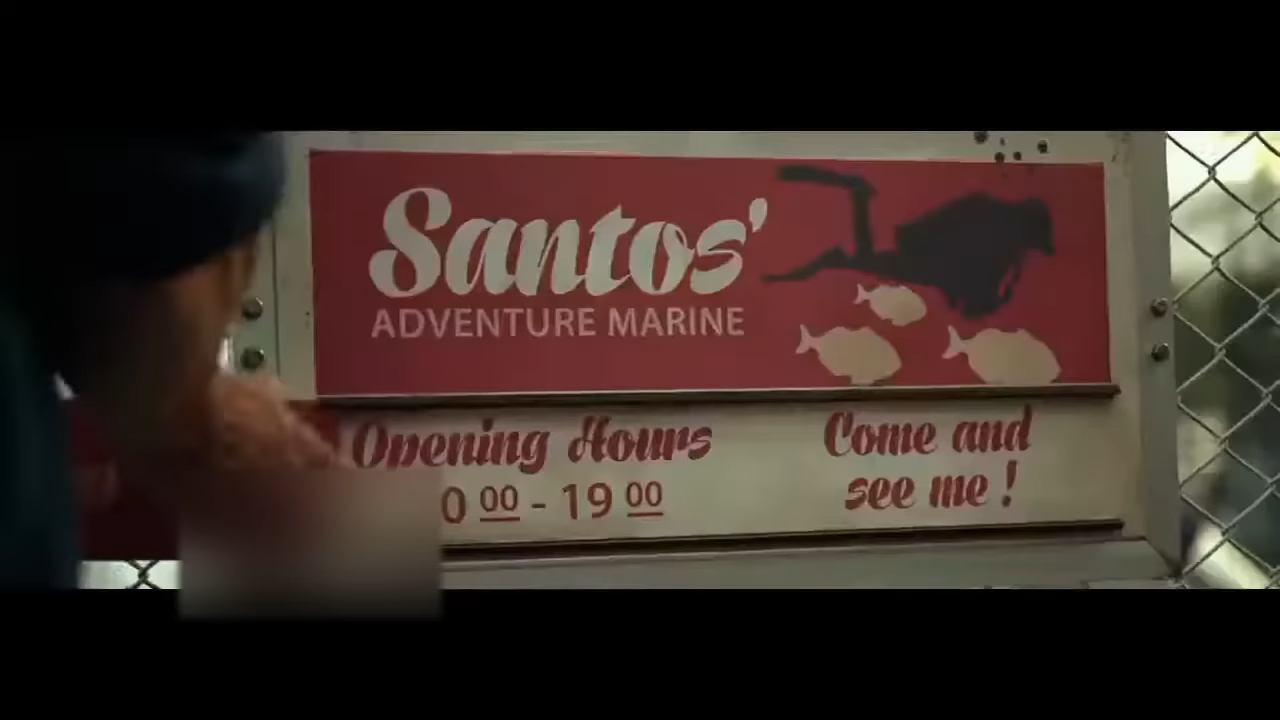 Santos'
ADVENTURE MARINE
Opening Hours
0 00 - 19 00
Come and
see me !